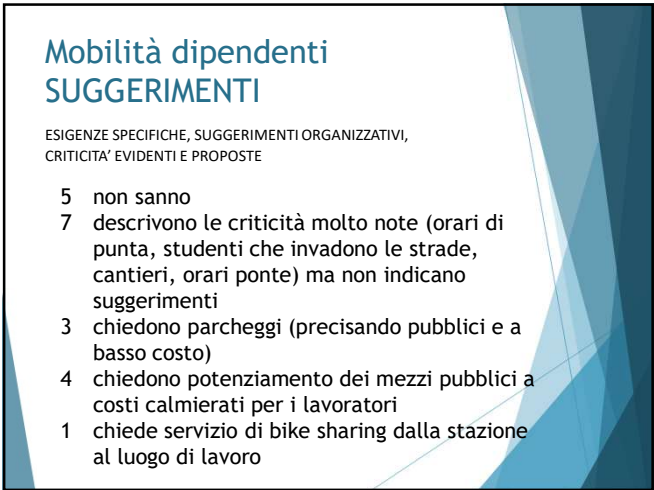 Mobilità dipendenti
SUGGERIMENTI
ESIGENZE SPECIFICHE, SUGGERIMENTI ORGANIZZATIVI,
CRITICITA’ EVIDENTI E PROPOSTE
5 non sanno
7 descrivono le criticità molto note (orari di
punta, studenti che invadono le strade,
cantieri, orari ponte) ma non indicano
suggerimenti
3 chiedono parcheggi (precisando pubblici e a
basso costo)
4 chiedono potenziamento dei mezzi pubblici a
costi calmierati per i lavoratori
1 chiede servizio di bike sharing dalla stazione
al luogo di lavoro